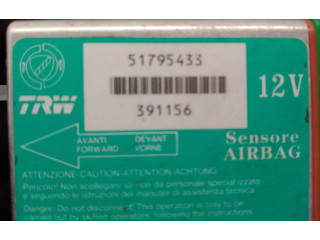 51795433
391156
12V
TRW
AVANTI DEVANT
FORWARD VORNE
Sensore
AIRBAG
ATTENZIONE-CAUTION-ATTENTION-ACHTUNG
Pericolo! Non scollegarsi se non da personale specializzato
e seguendo le istruzioni del manuale di assistenza tecnica.
Danger: Do not disconnect! This operation is only to be
carried out by skilled operators, following the instructions